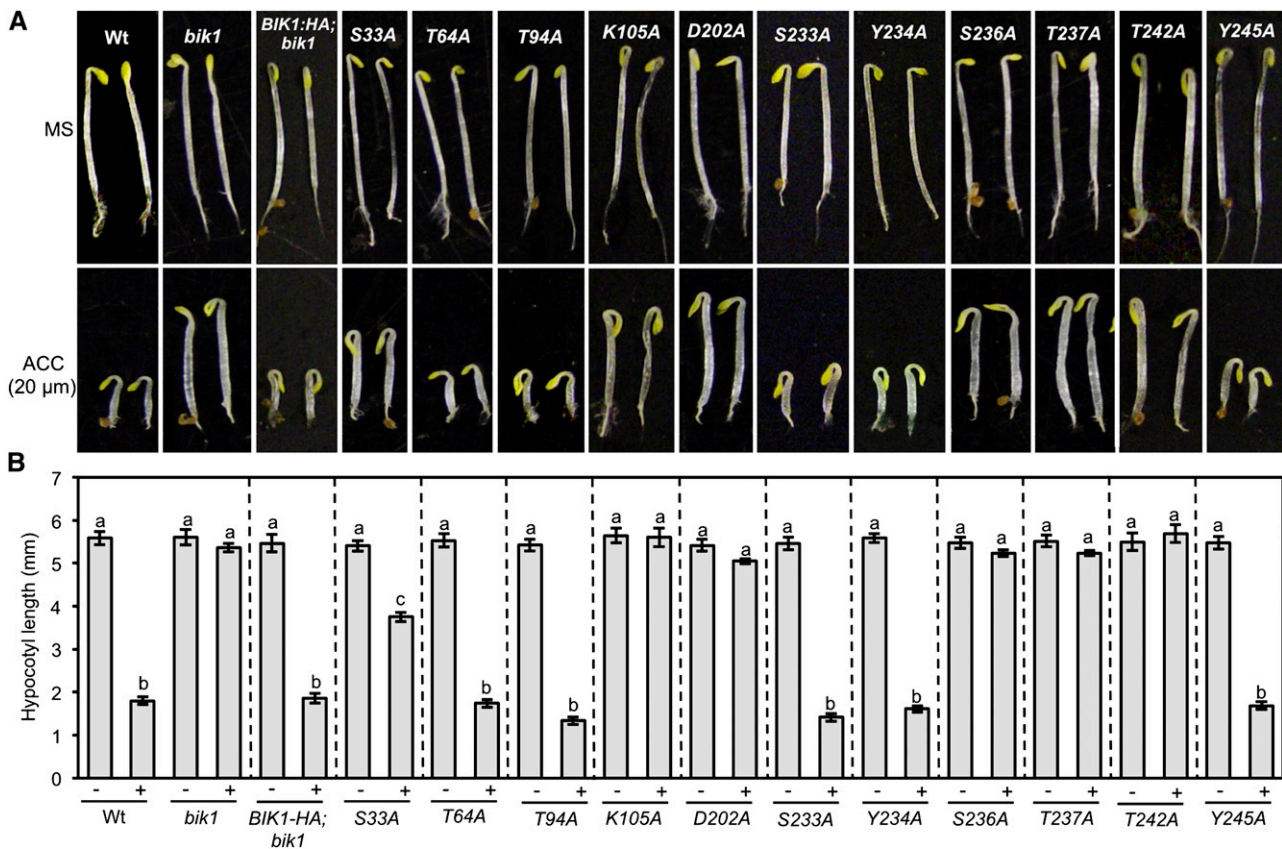 A
Wt
bik1
BIK1:HA;
bik1
S33A
T64A
T94A
K105A
D202A
S233A
Y234A
S236A
T237A
T242A
Y245A
MS
ACC
(20 µm)
B
Hypocotyl length (mm)
7
6
5
4
3
2
1
0
a b a a a b a c a b a b a a a a a b a b a a a a a a a b
- + - + - + - + - + - + - + - + - + - + - + - + - + - +
Wt bik1 BIK1-HA; S33A T64A T94A K105A D202A S233A Y234A S236A T237A T242A Y245A
bik1